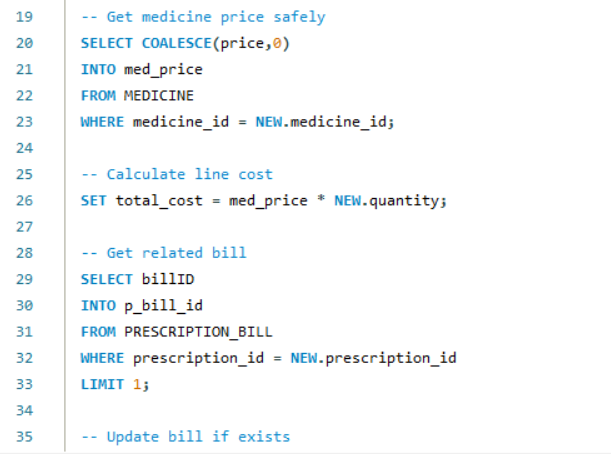 19 -- Get medicine price safely
20 SELECT COALESCE(price,0)
21 INTO med_price
22 FROM MEDICINE
23 WHERE medicine_id = NEW.medicine_id;
24
25 -- Calculate line cost
26 SET total_cost = med_price * NEW.quantity;
27
28 -- Get related bill
29 SELECT billID
30 INTO p_bill_id
31 FROM PRESCRIPTION_BILL
32 WHERE prescription_id = NEW.prescription_id
33 LIMIT 1;
34
35 -- Update bill if exists